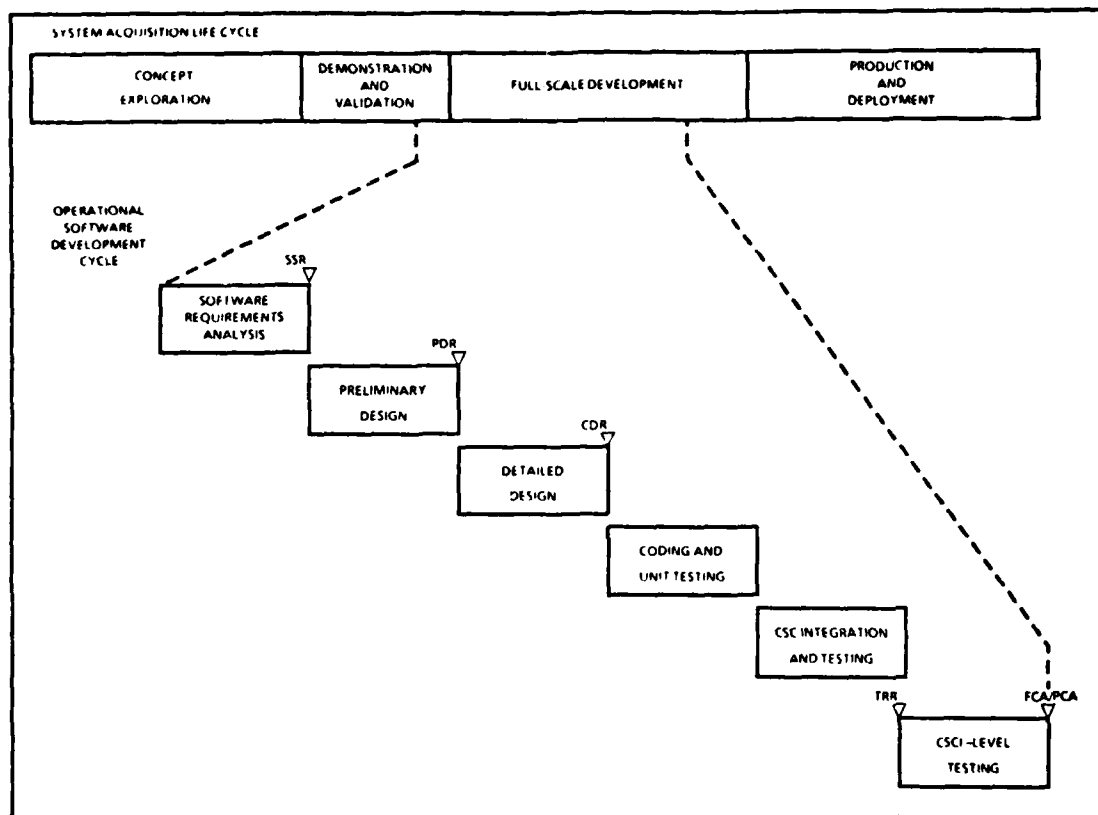 SYSTEM ACQUISITION LIFE CYCLE
CONCEPT
EXPLORATION
DEMONSTRATION
AND
VALIDATION
FULL SCALE DEVELOPMENT
PRODUCTION
AND
DEPLOYMENT
OPERATIONAL
SOFTWARE
DEVELOPMENT
CYCLE
SSR
SOFTWARE
REQUIREMENTS
ANALYSIS
PDR
PRELIMINARY
DESIGN
CDR
DETAILED
DESIGN
CODING AND
UNIT TESTING
CSC INTEGRATION
AND TESTING
TRR
FCA/PCA
CSCI-LEVEL
TESTING